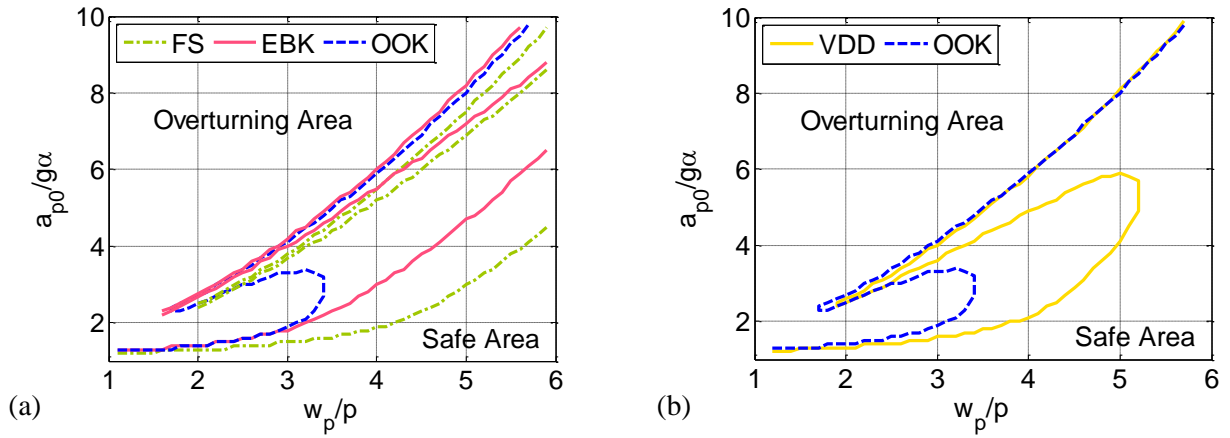 10
8
6
4
2
FS EBK OOK
Overturning Area
Safe Area
a_p0/gα
1 2 3 4 5 6
w_p/p
(a)
10
8
6
4
2
VDD OOK
Overturning Area
Safe Area
a_p0/gα
1 2 3 4 5 6
w_p/p
(b)